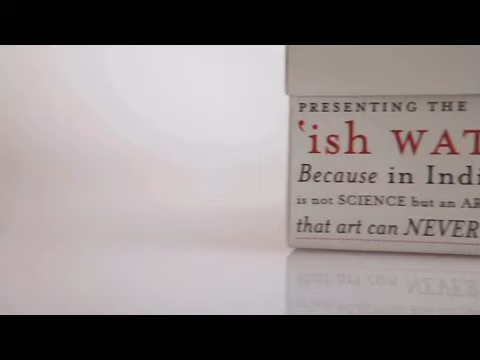 PRESENTING THE
'ish WAT
Because in Indi
is not SCIENCE but an AR
that art can NEVER